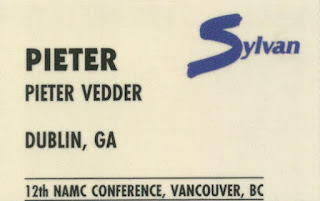 Sylvan
PIETER
PIETER VEDDER
DUBLIN, GA
12th NAMC CONFERENCE, VANCOUVER, BC